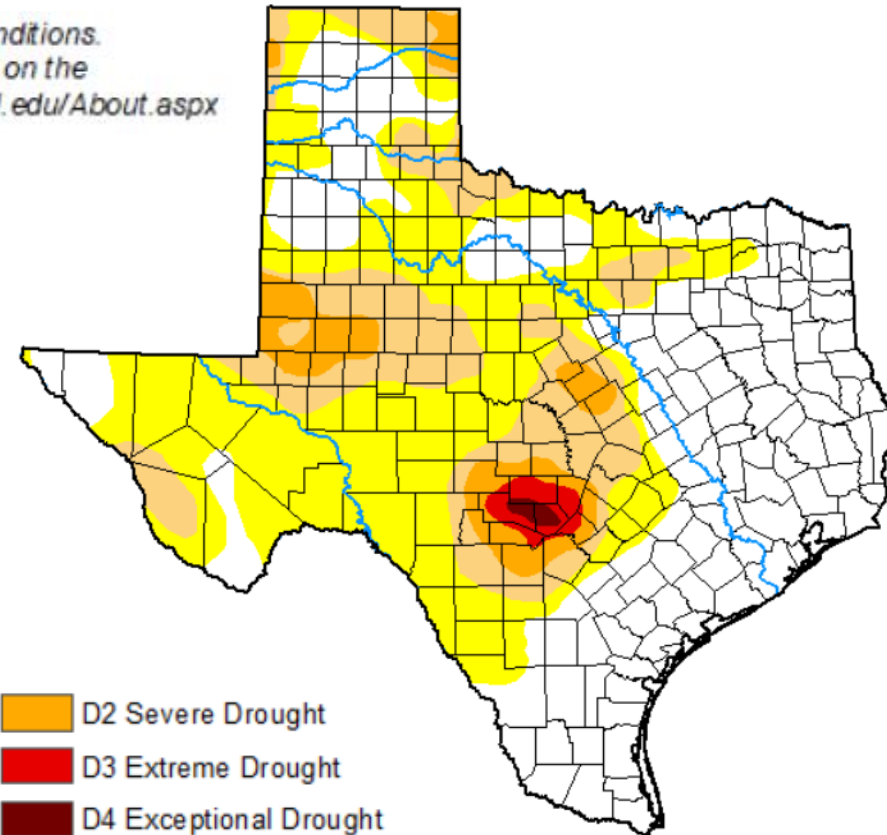 nditions.
on the
l.edu/About.aspx
D2 Severe Drought
D3 Extreme Drought
D4 Exceptional Drought